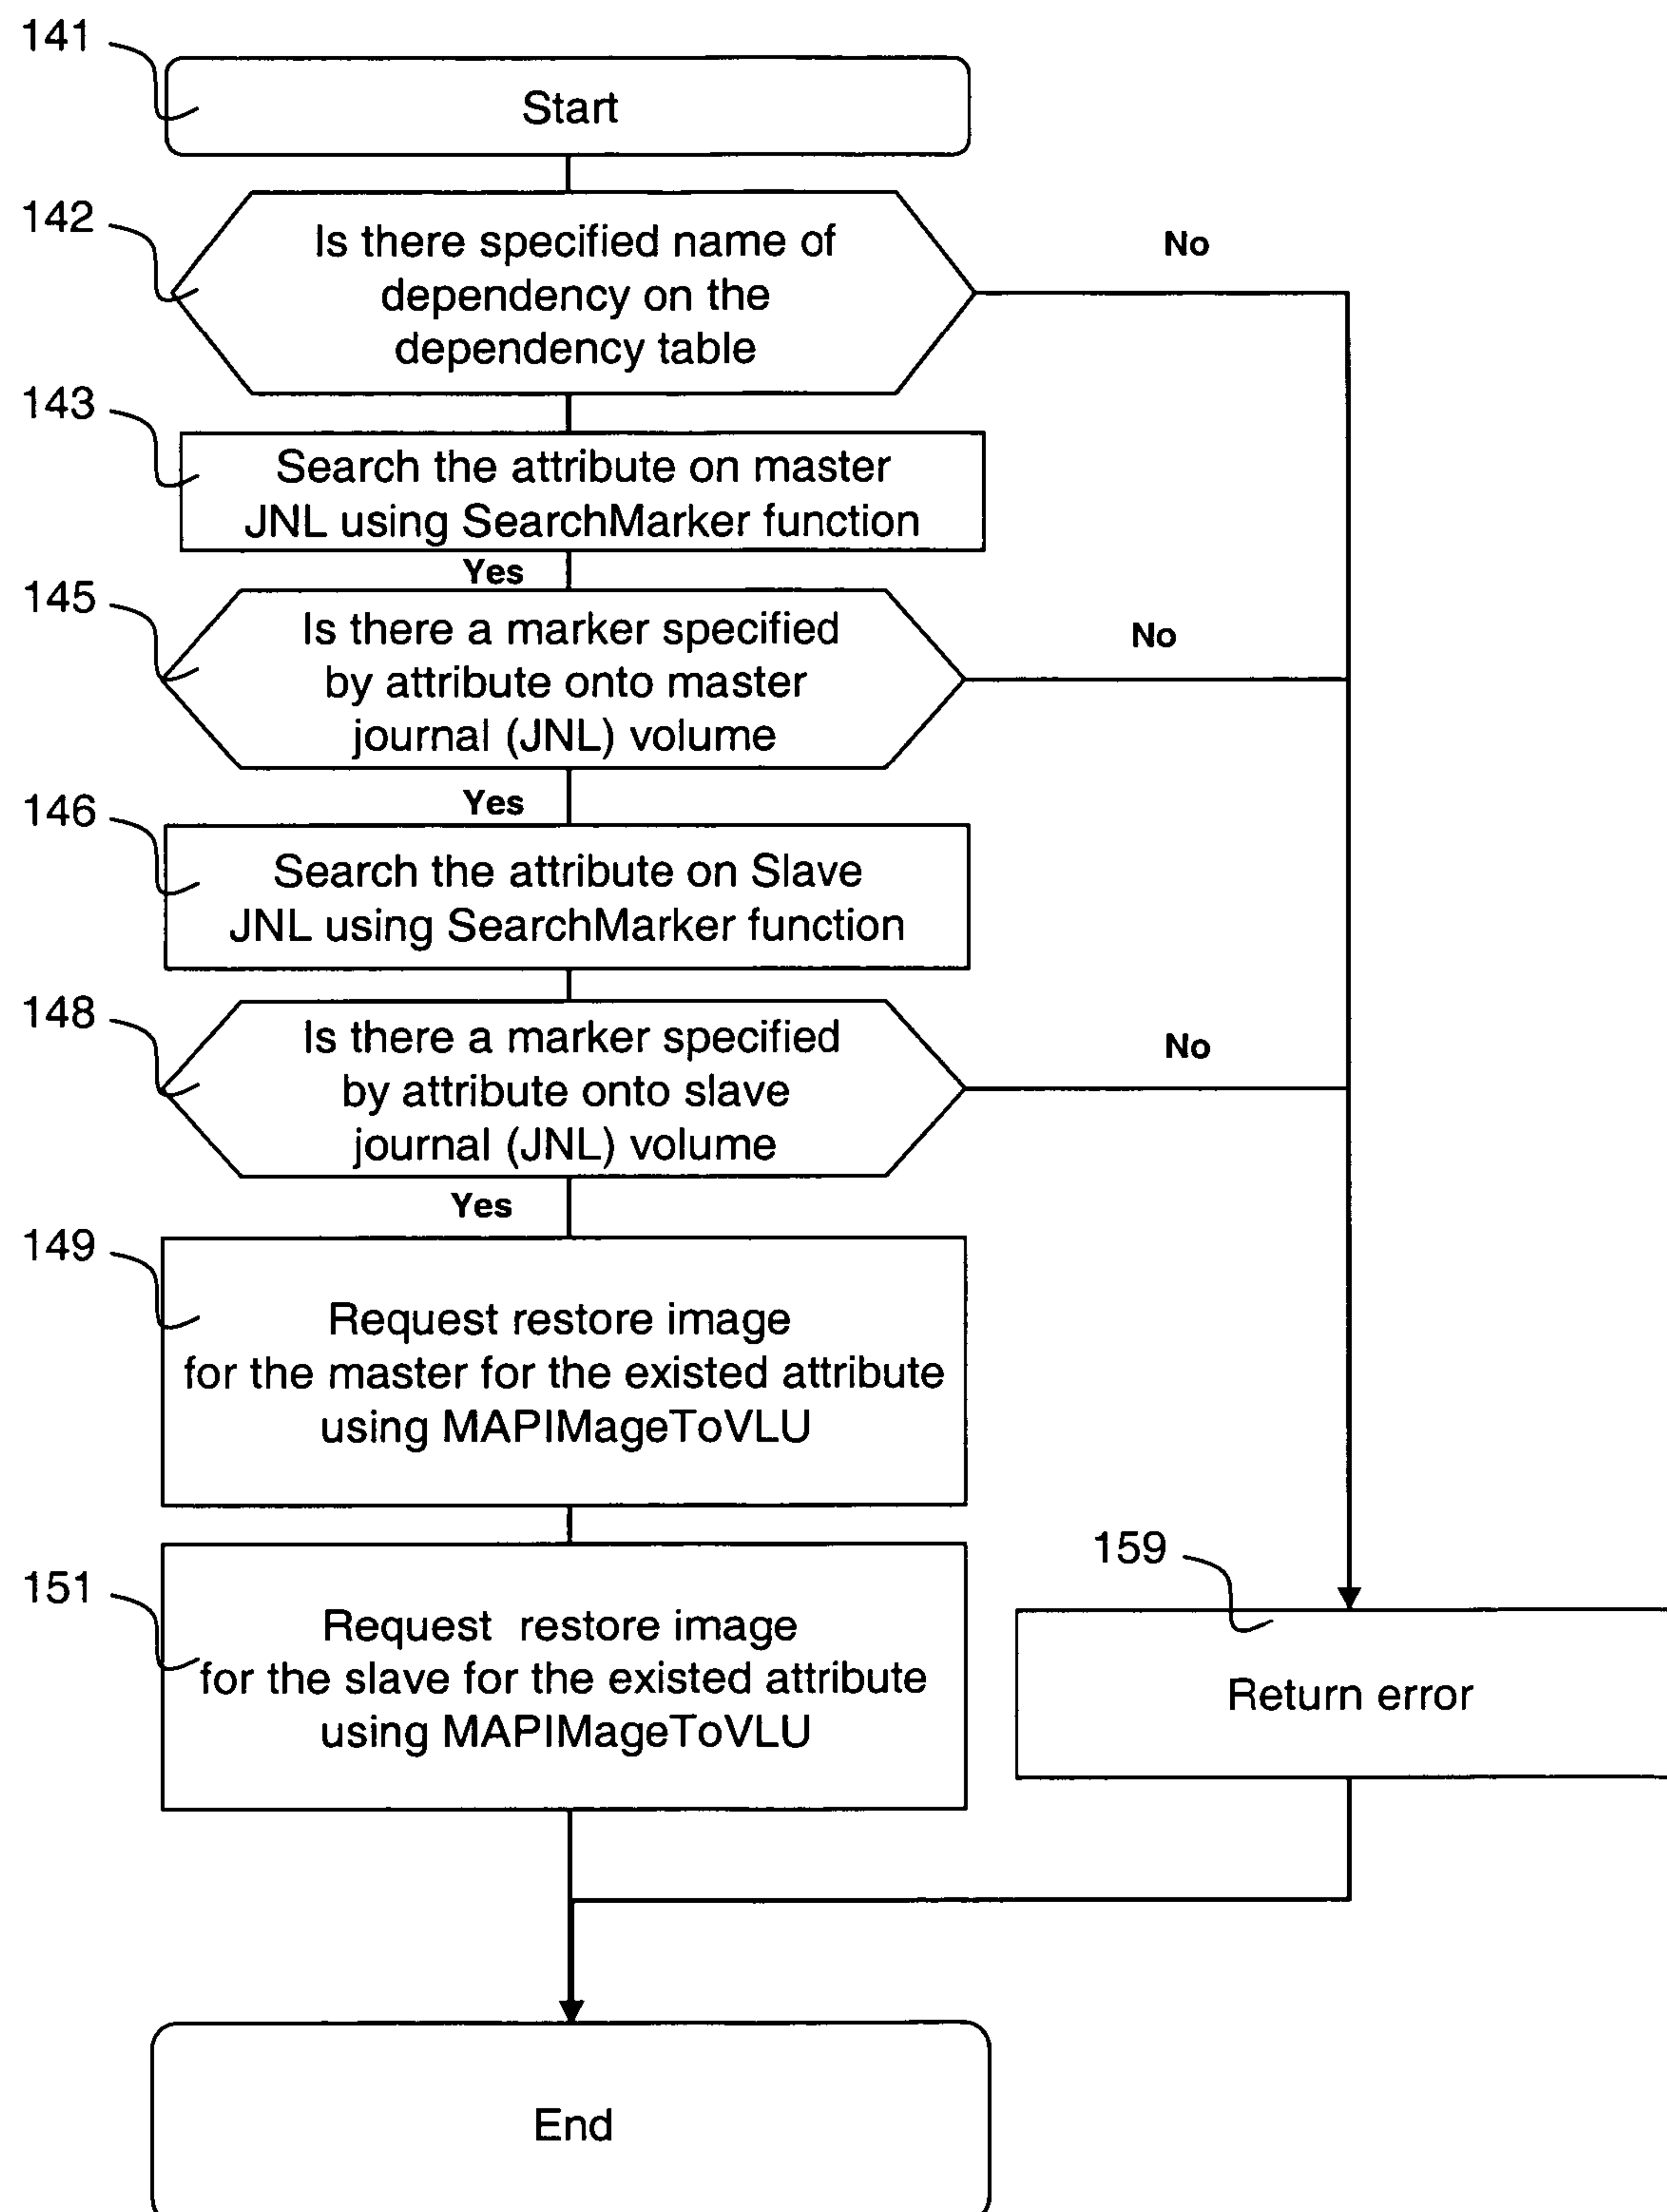 141
Start
142
Is there specified name of
dependency on the
dependency table
No
143
Search the attribute on master
JNL using SearchMarker function
Yes
145
Is there a marker specified
by attribute onto master
journal (JNL) volume
No
Yes
146
Search the attribute on Slave
JNL using SearchMarker function
148
Is there a marker specified
by attribute onto slave
journal (JNL) volume
No
Yes
149
Request restore image
for the master for the existed attribute
using MAPIMageToVLU
151
Request restore image
for the slave for the existed attribute
using MAPIMageToVLU
159
Return error
End